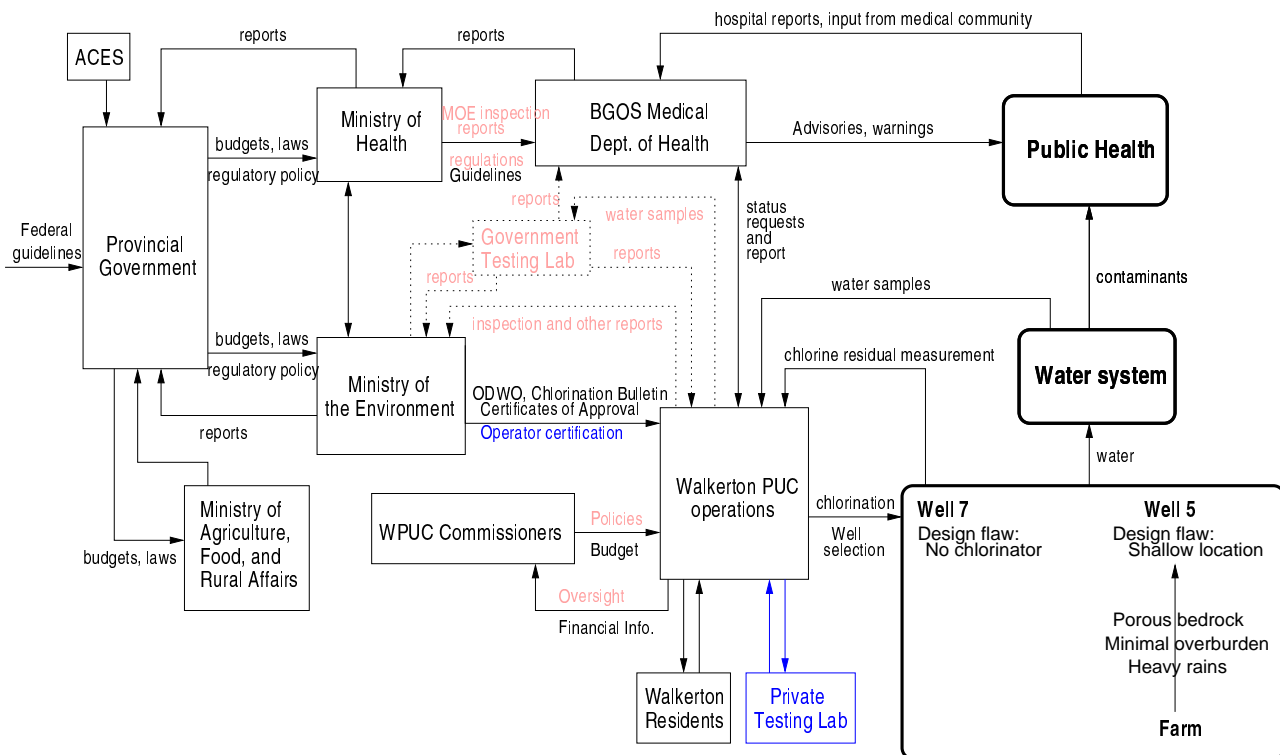 hospital reports, input from medical community
reports
reports
ACES
Ministry of
Health
MOE inspection
reports
regulations
Guidelines
BGOS Medical
Dept. of Health
Advisories, warnings
Public Health
budgets, laws
regulatory policy
Federal
guidelines
Provincial
Government
reports
water samples
status
requests
and
report
Government
Testing Lab
reports
reports
contaminants
water samples
inspection and other reports
budgets, laws
regulatory policy
chlorine residual measurement
Water system
Ministry of
the Environment
ODWO, Chlorination Bulletin
Certificates of Approval
Operator certification
reports
water
Ministry of
Agriculture,
Food, and
Rural Affairs
budgets, laws
WPUC Commissioners
Policies
Budget
Walkerton PUC
operations
chlorination
Well
selection
Well 7
Design flaw:
No chlorinator
Well 5
Design flaw:
Shallow location
Oversight
Financial Info.
Porous bedrock
Minimal overburden
Heavy rains
Farm
Walkerton
Residents
Private
Testing Lab